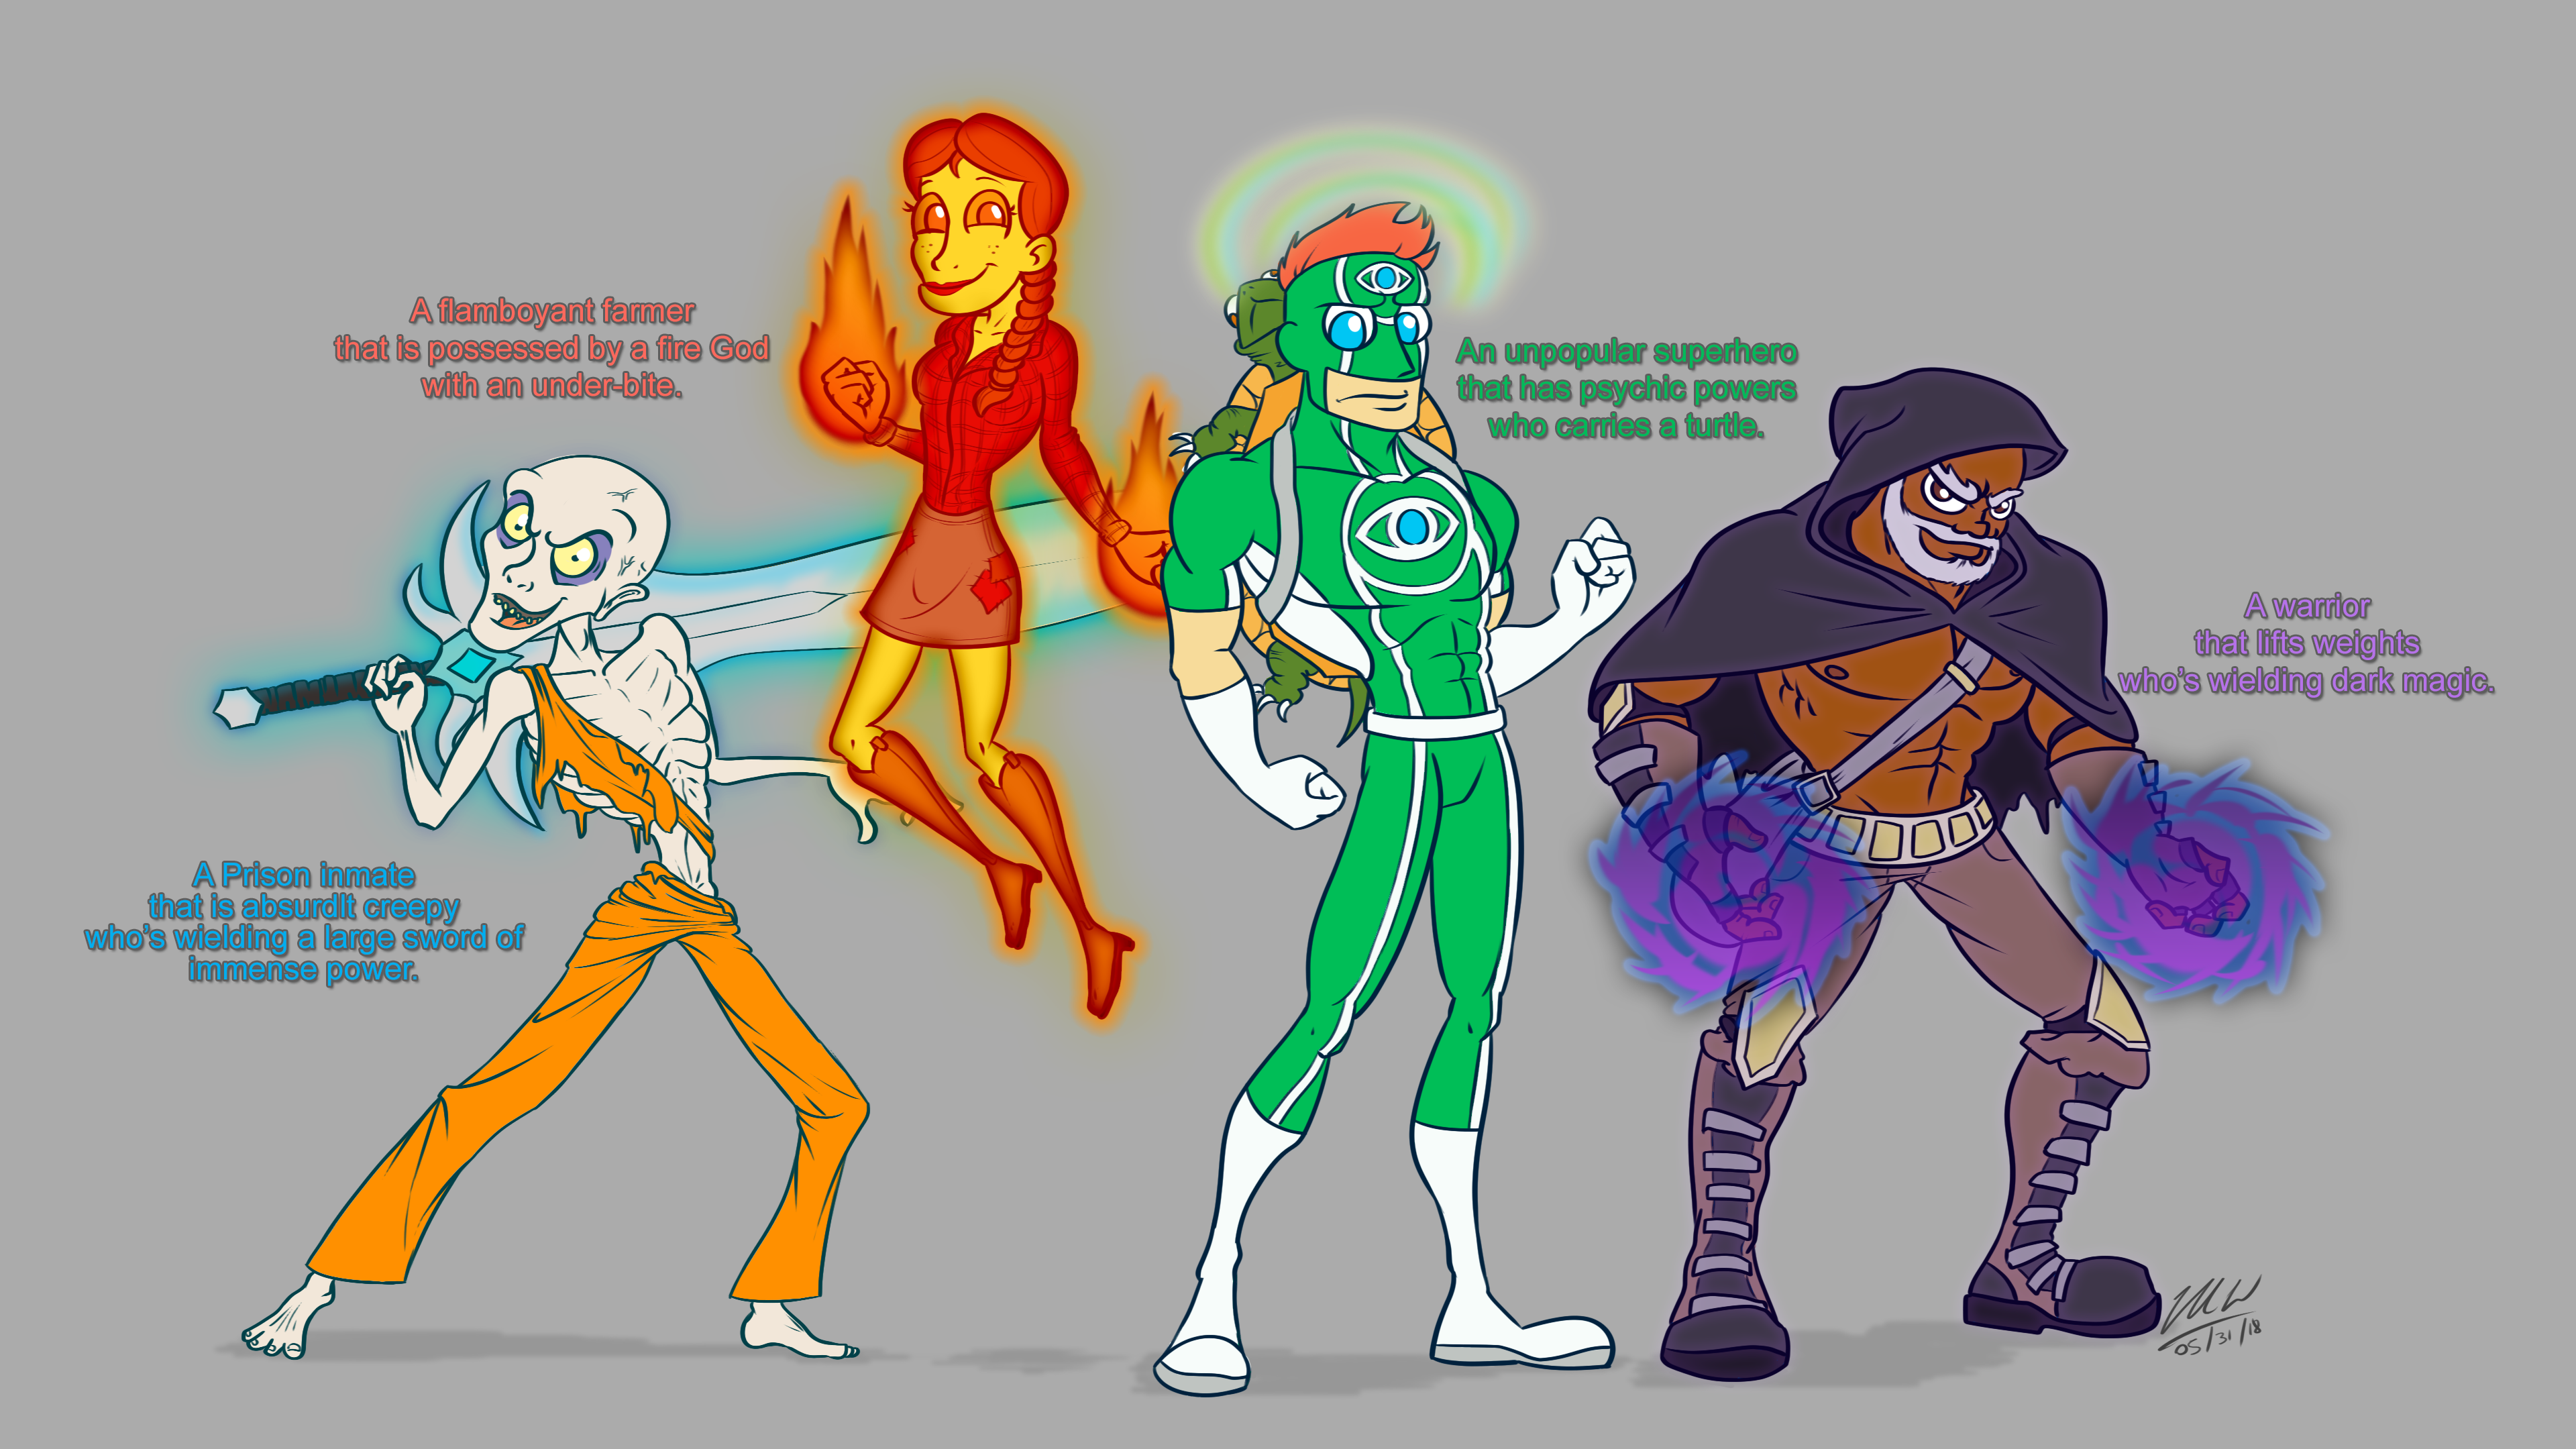 A flamboyant farmer
that is possessed by a fire God
with an under-bite.
An unpopular superhero
that has psychic powers
who carries a turtle.
A warrior
that lifts weights
who's wielding dark magic.
A Prison inmate
that is absurdlt creepy
who's wielding a large sword of
immense power.
05/31/18